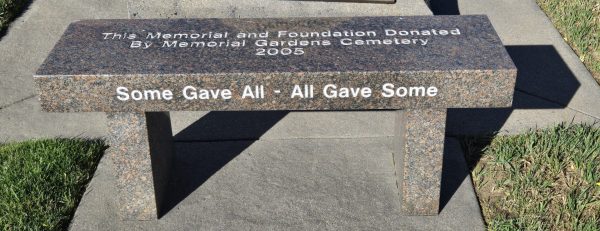 This Memorial and Foundation Donated
By Memorial Gardens Cemetery
2005
Some Gave All - All Gave Some